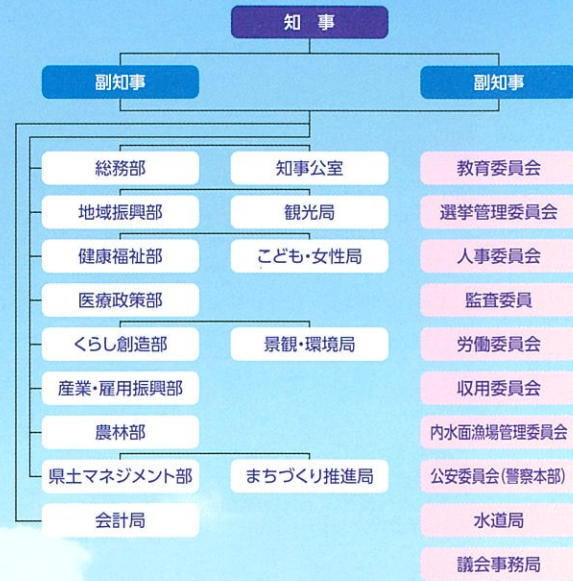 知 事
副知事
副知事
総務部
知事公室
教育委員会
地域振興部
観光局
選挙管理委員会
健康福祉部
こども・女性局
人事委員会
医療政策部
監査委員
くらし創造部
景観・環境局
労働委員会
産業・雇用振興部
収用委員会
農林部
内水面漁場管理委員会
県土マネジメント部
まちづくり推進局
公安委員会(警察本部)
会計局
水道局
議会事務局